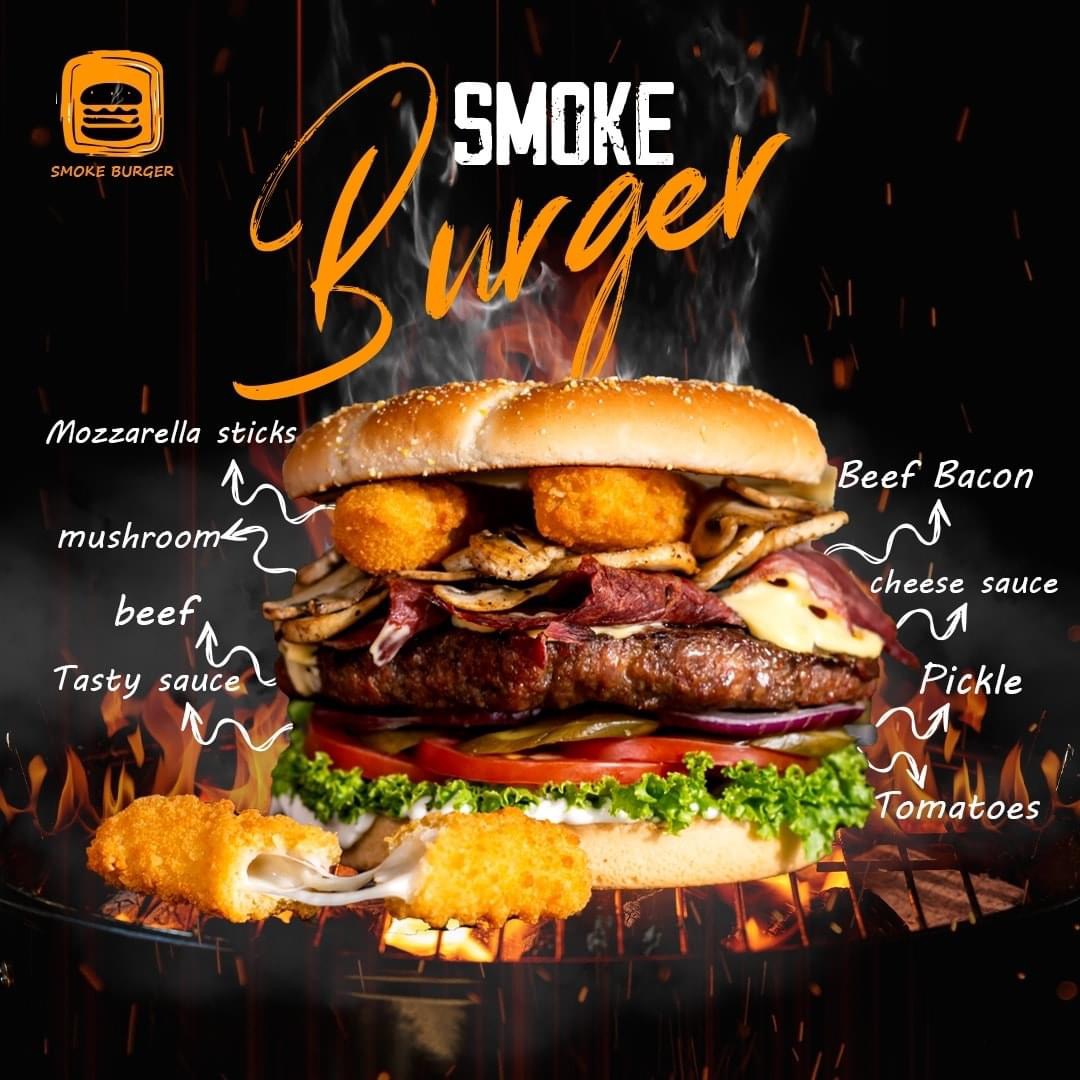 SMOKE BURGER
SMOKE
Burger
Mozzarella sticks
mushroom
beef
Tasty sauce
Beef Bacon
cheese sauce
Pickle
Tomatoes